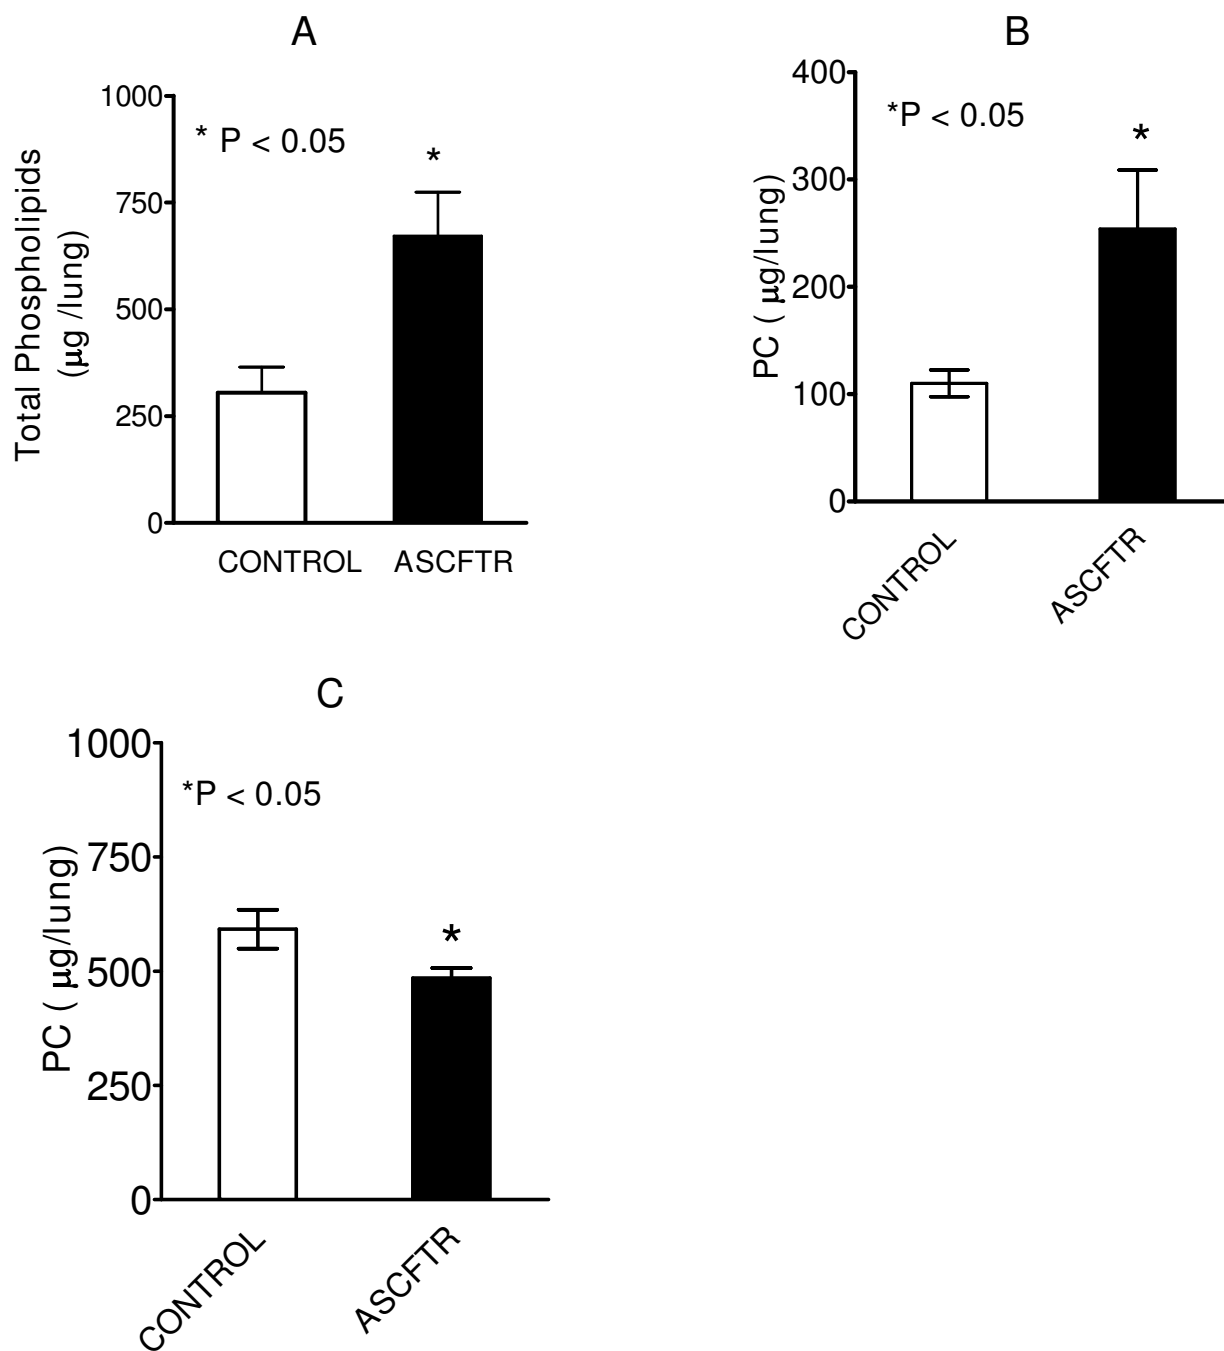 A
1000
750
500
250
0
Total Phospholipids
(µg /lung)
* P < 0.05
*
CONTROL ASCFTR
B
400
300
200
100
0
PC ( µg/lung)
*P < 0.05
*
CONTROL
ASCFTR
C
1000
750
500
250
0
PC ( µg/lung)
*P < 0.05
*
CONTROL
ASCFTR